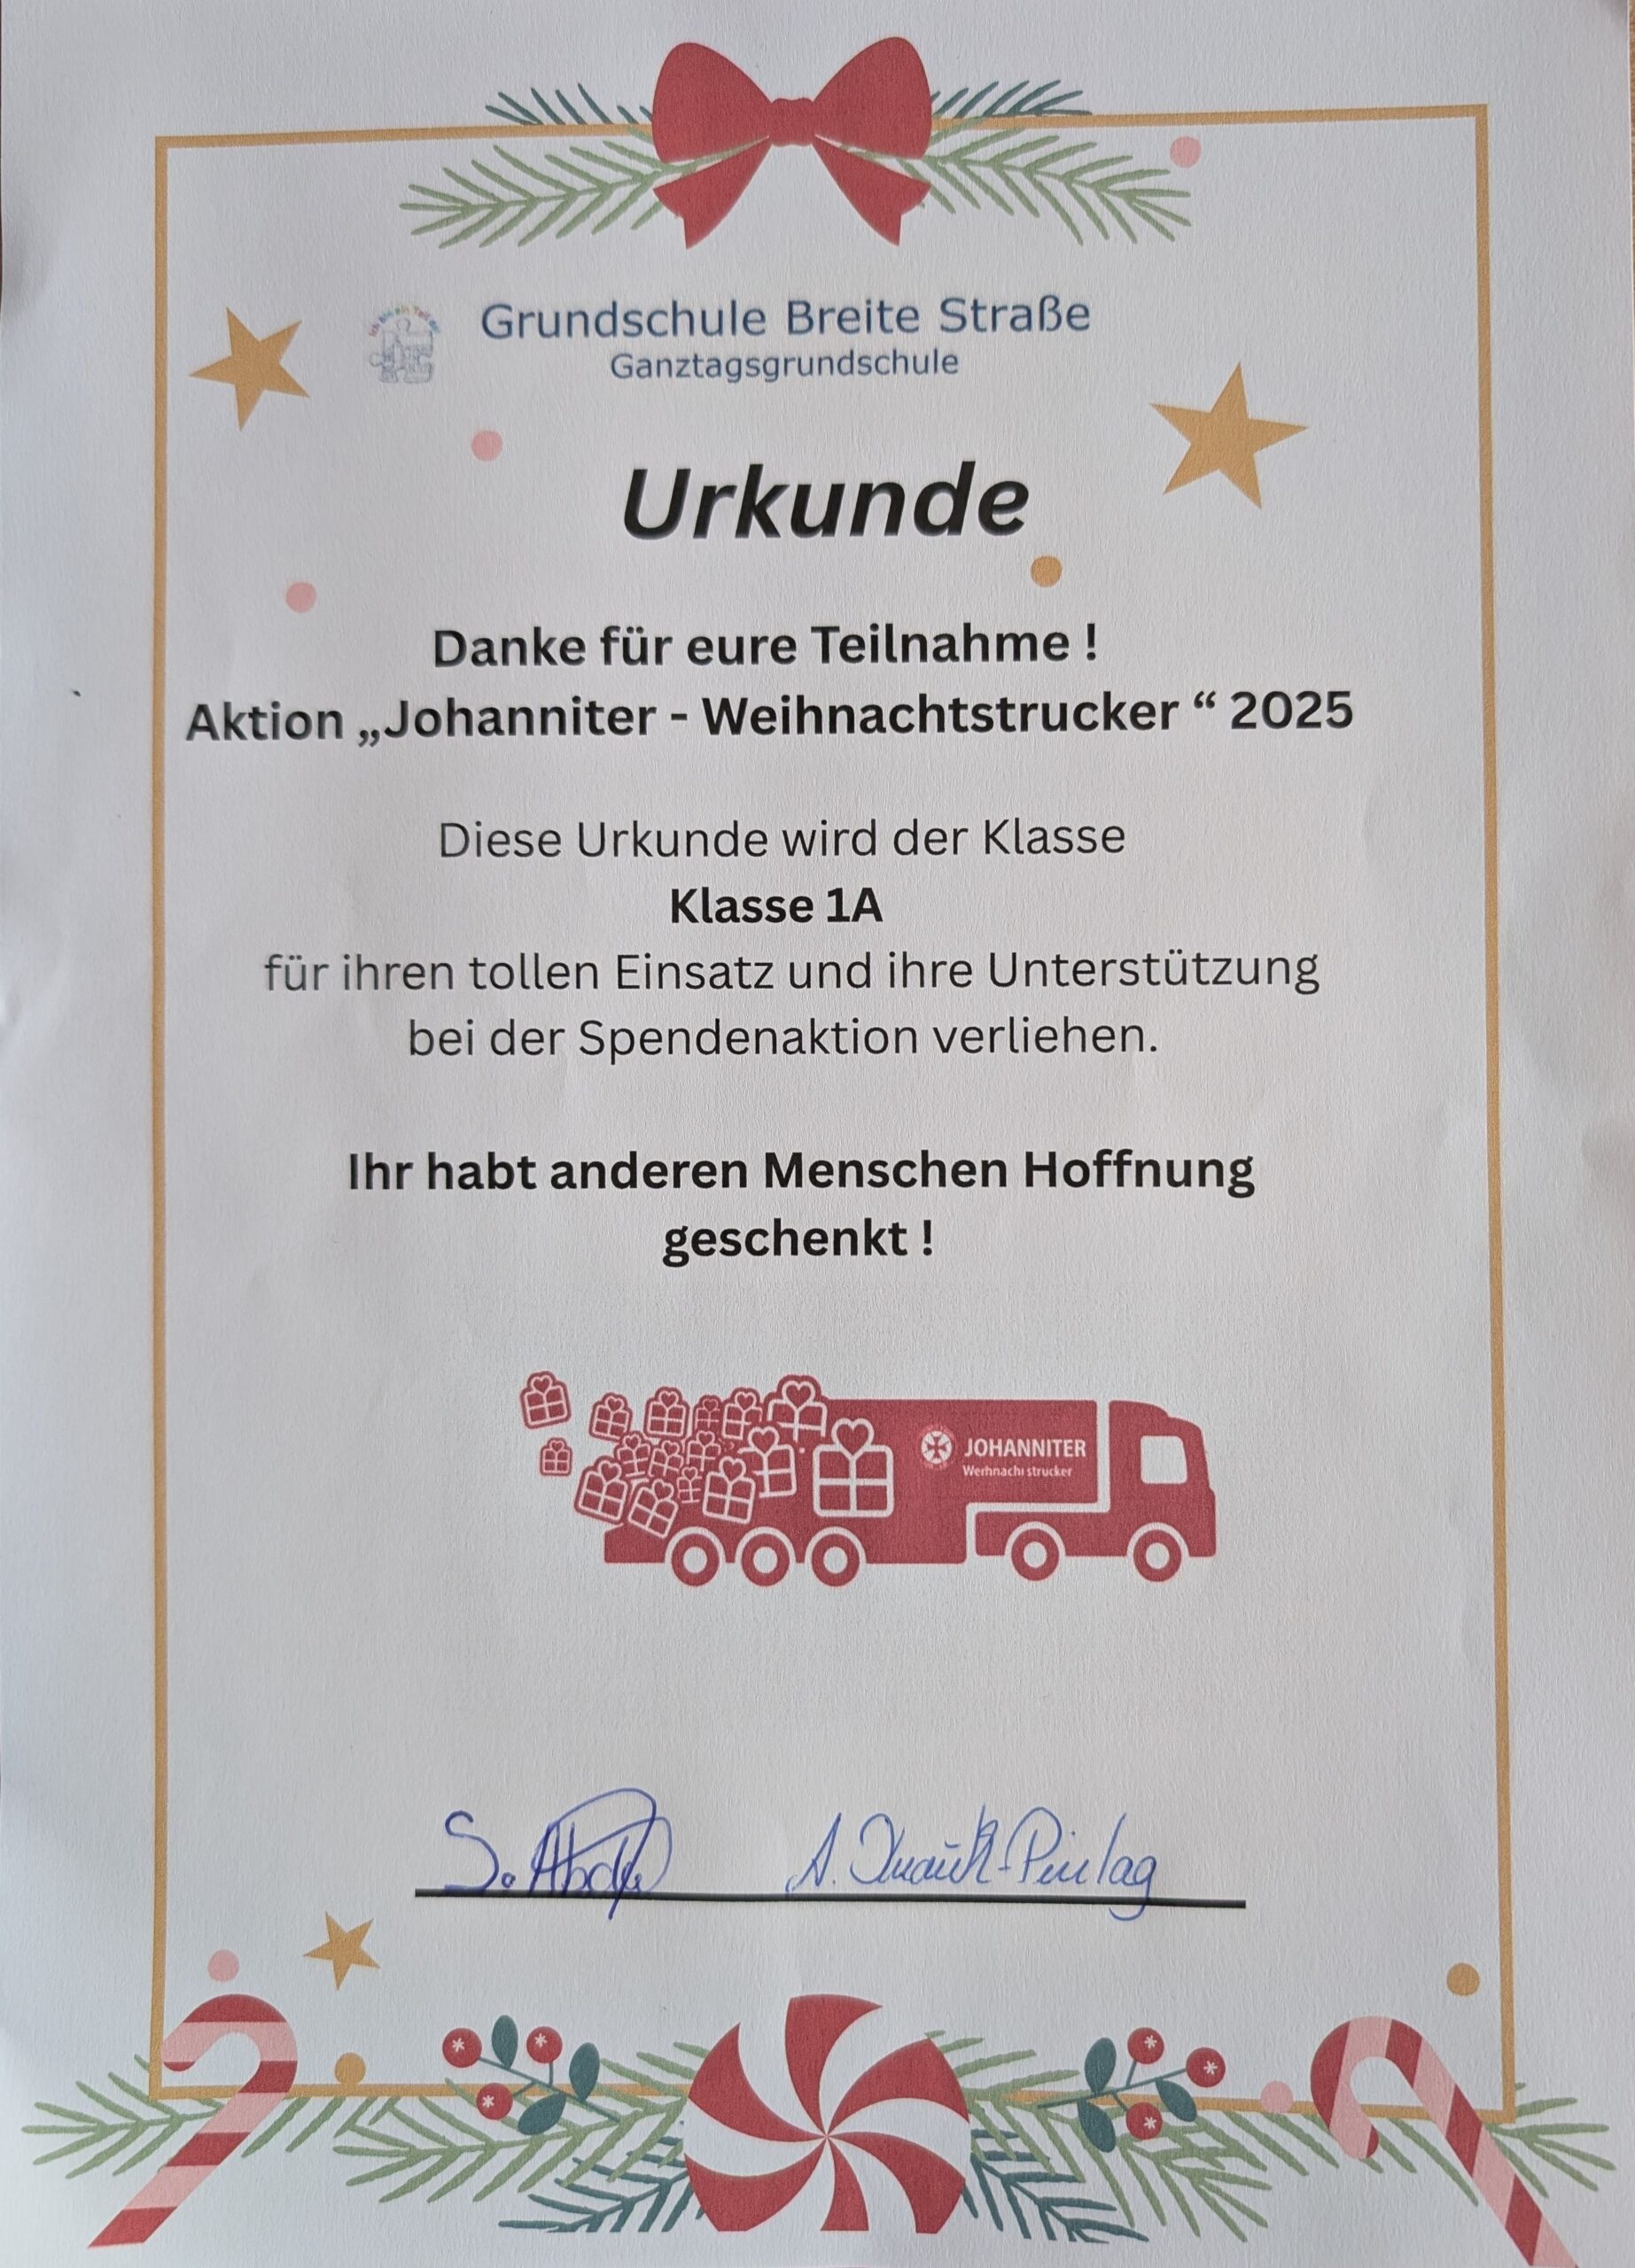 Grundschule Breite Straße
Ganztagsgrundschule
Urkunde
Danke für eure Teilnahme !
Aktion „Johanniter - Weihnachtstrucker “ 2025
Diese Urkunde wird der Klasse
Klasse 1A
für ihren tollen Einsatz und ihre Unterstützung
bei der Spendenaktion verliehen.
Ihr habt anderen Menschen Hoffnung
geschenkt !
JOHANNITER
Weihnachtstrucker
S.
A.